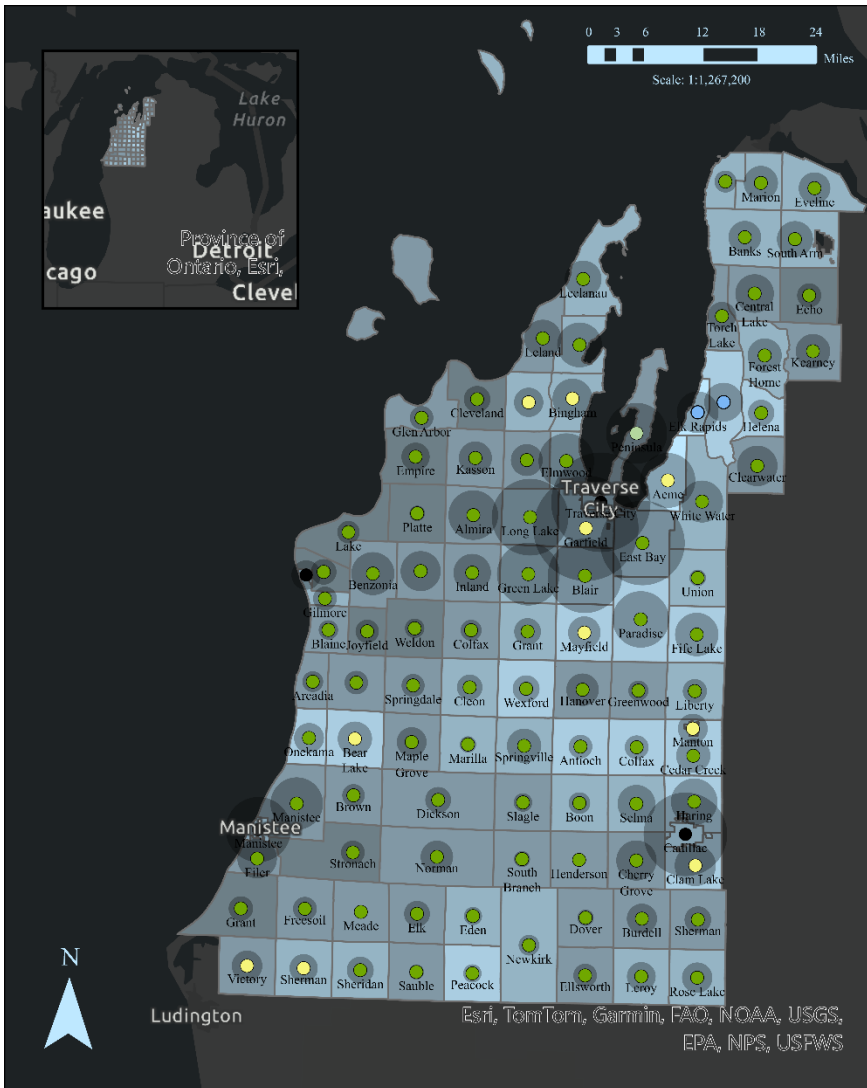 0 3 6 12 18 24
Miles
Scale: 1:1,267,200
Lake
Huron
aukee
cago
Province of
Ontario, Esri,
Detroit
Clevel
Marion
Eveline
Banks
South Arm
Leelanau
Central
Lake
Echo
Torch
Lake
Leland
Forest
Home
Kearney
Cleveland
Bingham
Glen Arbor
Elk Rapids
Helena
Peninsula
Empire
Kasson
Elmwood
Clearwater
Acme
Traverse
City
Traverse City
White Water
Platte
Almira
Long Lake
Garfield
East Bay
Lake
Benzonia
Inland
Green Lake
Blair
Union
Gilmore
Blaine
Joyfield
Weldon
Colfax
Grant
Mayfield
Paradise
Fife Lake
Arcadia
Springdale
Cleon
Wexford
Hanover
Greenwood
Liberty
Onekama
Bear
Lake
Maple
Grove
Marilla
Springville
Antioch
Colfax
Manton
Cedar Creek
Manistee
Brown
Dickson
Slagle
Boon
Selma
Haring
Manistee
Manistee
Cadillac
Filer
Stronach
Norman
South
Branch
Henderson
Cherry
Grove
Clam Lake
Grant
Freesoil
Meade
Elk
Eden
Newkirk
Dover
Burdell
Sherman
Victory
Sherman
Sheridan
Sauble
Peacock
Ellsworth
Leroy
Rose Lake
N
Ludington
Esri, TomTom, Garmin, FAO, NOAA, USGS,
EPA, NPS, USFWS